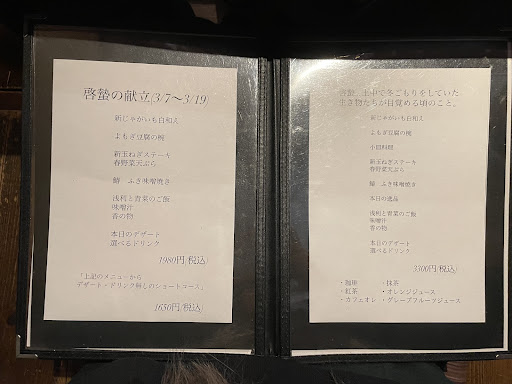 啓蟄の献立(3/7〜3/19)
新じゃがいも白和え
よもぎ豆腐の椀
新玉ねぎステーキ
春野菜天ぷら
鰆 ふき味噌焼き
浅利と青菜のご飯
味噌汁
香の物
本日のデザート
選べるドリンク
1980円(税込)
「上記のメニューから
デザート・ドリンク無しのショートコース」
1650円(税込)
啓蟄、土中で冬ごもりをしていた
生き物たちが目覚める頃のこと。
新じゃがいも白和え
よもぎ豆腐の椀
新玉ねぎステーキ
春野菜天ぷら
鰆 ふき味噌焼き
本日の逸品
浅利と青菜のご飯
味噌汁
香の物
本日のデザート
選べるドリンク
3300円(税込)
・珈琲 ・抹茶
・紅茶 ・オレンジジュース
・カフェオレ ・グレープフルーツジュース